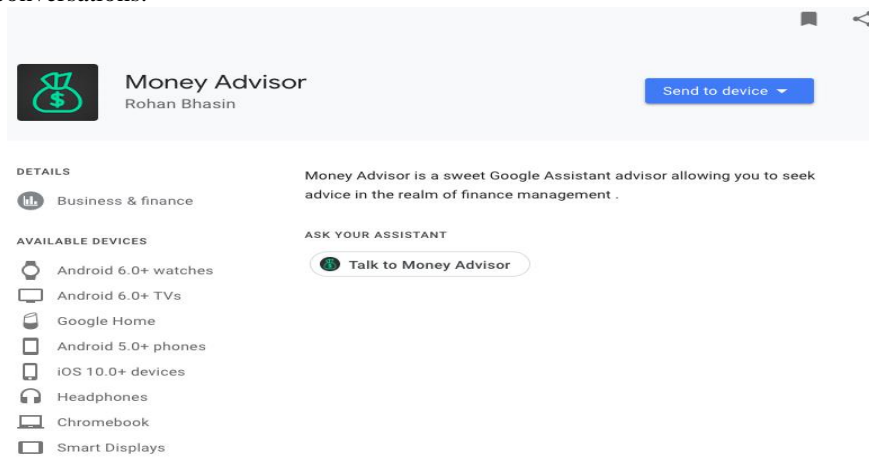 Money Advisor
Rohan Bhasin
Send to device
DETAILS
Business & finance
AVAILABLE DEVICES
Android 6.0+ watches
Android 6.0+ TVs
Google Home
Android 5.0+ phones
iOS 10.0+ devices
Headphones
Chromebook
Smart Displays
Money Advisor is a sweet Google Assistant advisor allowing you to seek
advice in the realm of finance management .
ASK YOUR ASSISTANT
Talk to Money Advisor